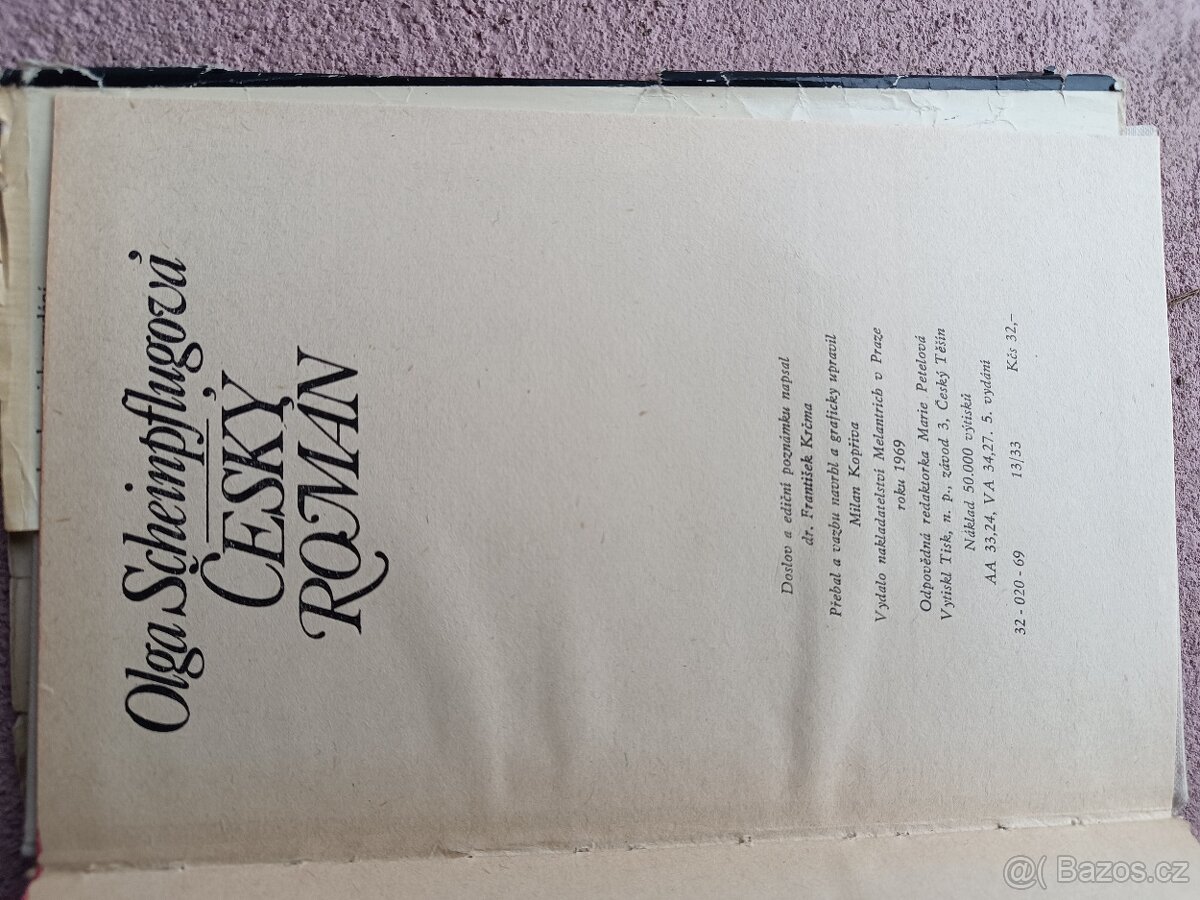 Olga Scheinpflugová
ČESKÝ
ROMÁN
Doslov a ediční poznámku napsal
dr. František Krčma
Přebal a vazbu navrhl a graficky upravil
Milan Kopřiva
Vydalo nakladatelství Melantrich v Praze
roku 1969
Odpovědná redaktorka Marie Petelová
Vytiskl Tisk, n. p., závod 3, Český Těšín
Náklad 50.000 výtisků
AA 33,24, VA 34,27. 5. vydání
32 - 020 - 69 13/33 Kčs 32,–
@( Bazos.cz